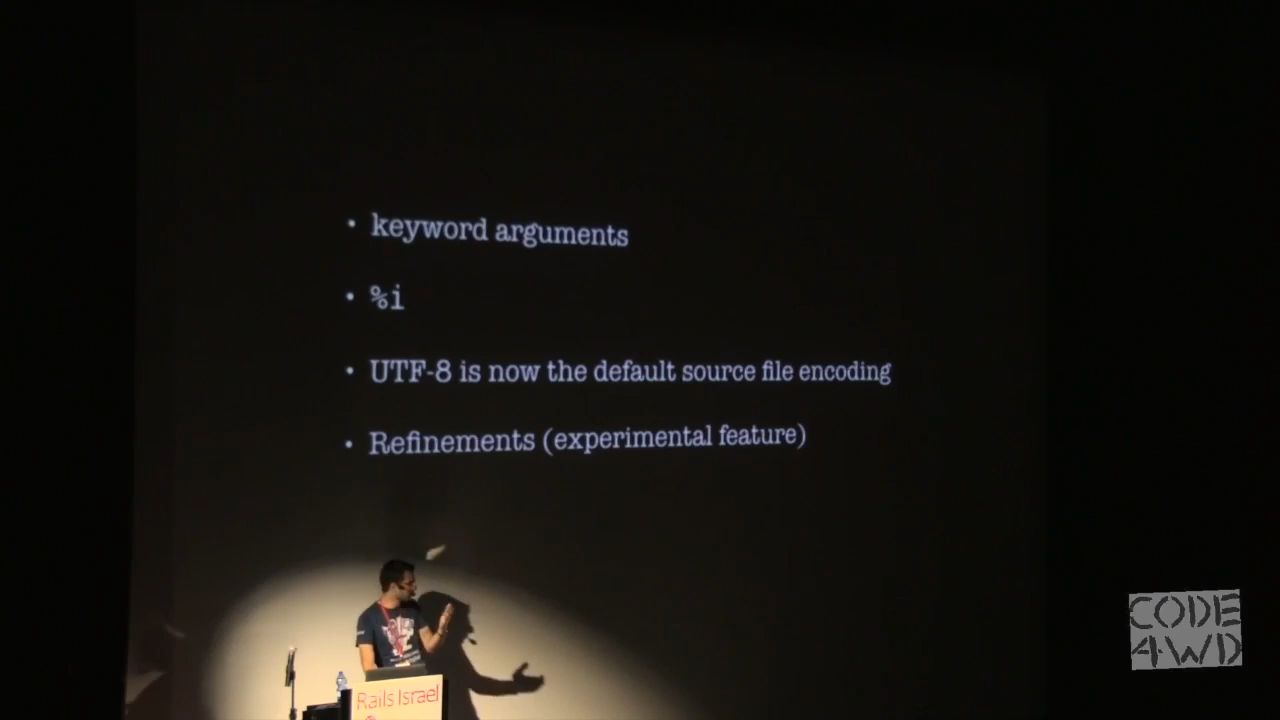 • keyword arguments
• %i
• UTF-8 is now the default source file encoding
• Refinements (experimental feature)
Rails Israel
CODE
4WD